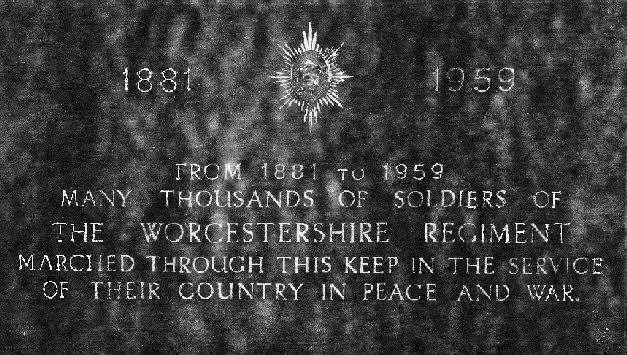 1881 1959
FROM 1881 TO 1959
MANY THOUSANDS OF SOLDIERS OF
THE WORCESTERSHIRE REGIMENT
MARCHED THROUGH THIS KEEP IN THE SERVICE
OF THEIR COUNTRY IN PEACE AND WAR.